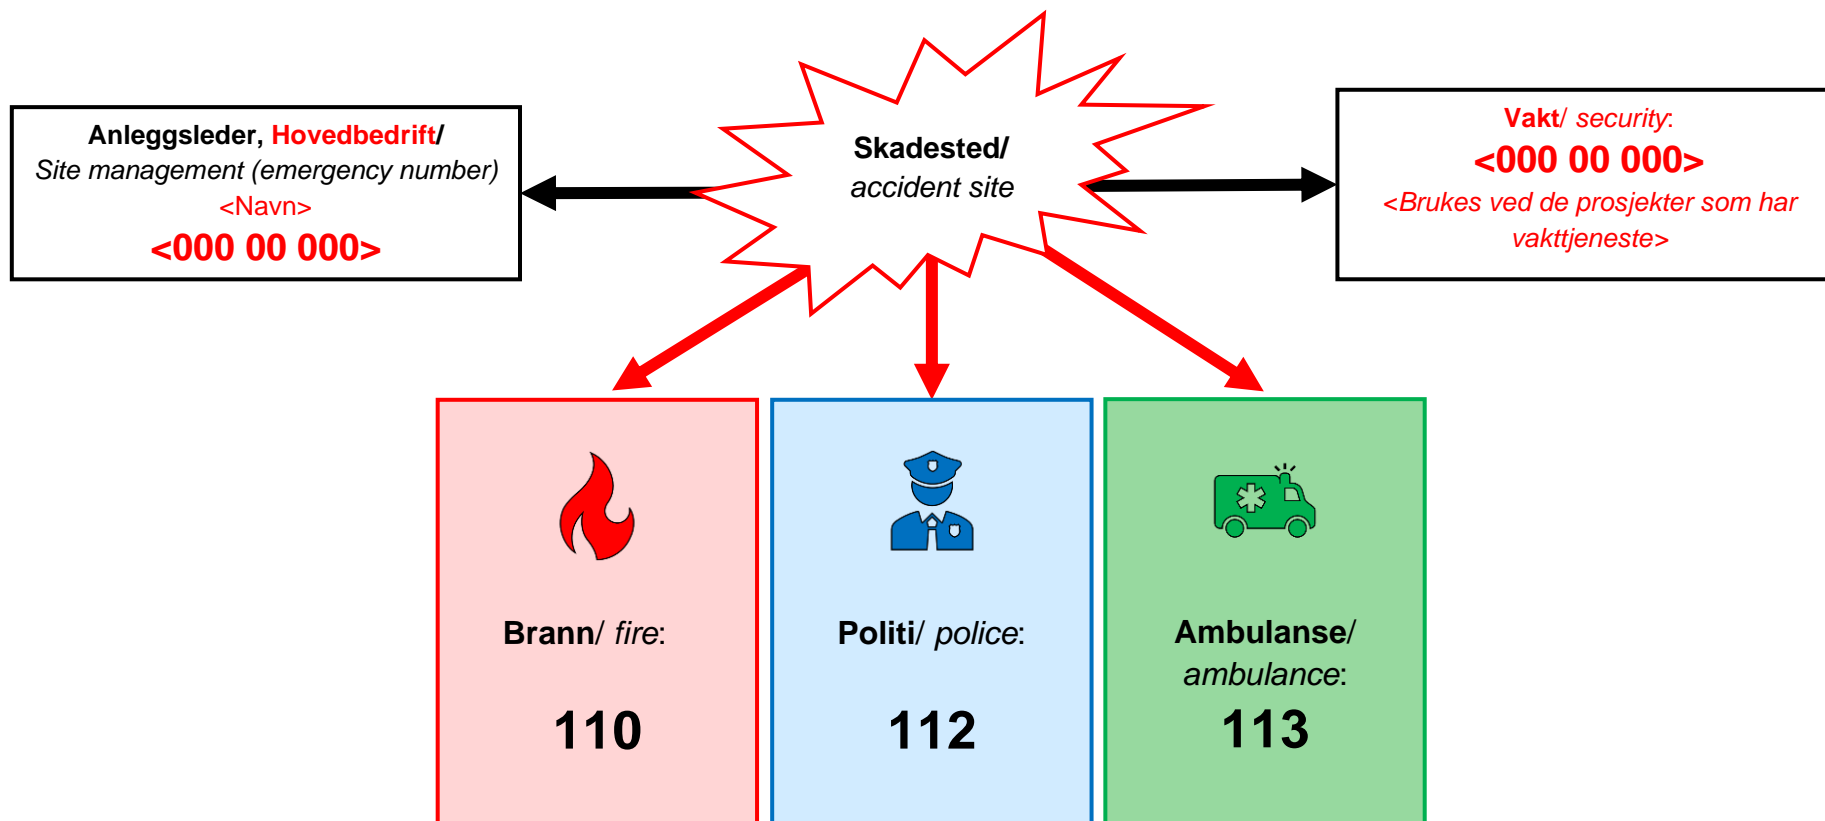 Anleggsleder, Hovedbedrift/
Site management (emergency number)
<Navn>
<000 00 000>
Skadested/
accident site
Vakt/ security:
<000 00 000>
<Brukes ved de prosjekter som har
vakttjeneste>
Brann/ fire:
110
Politi/ police:
112
Ambulanse/
ambulance:
113